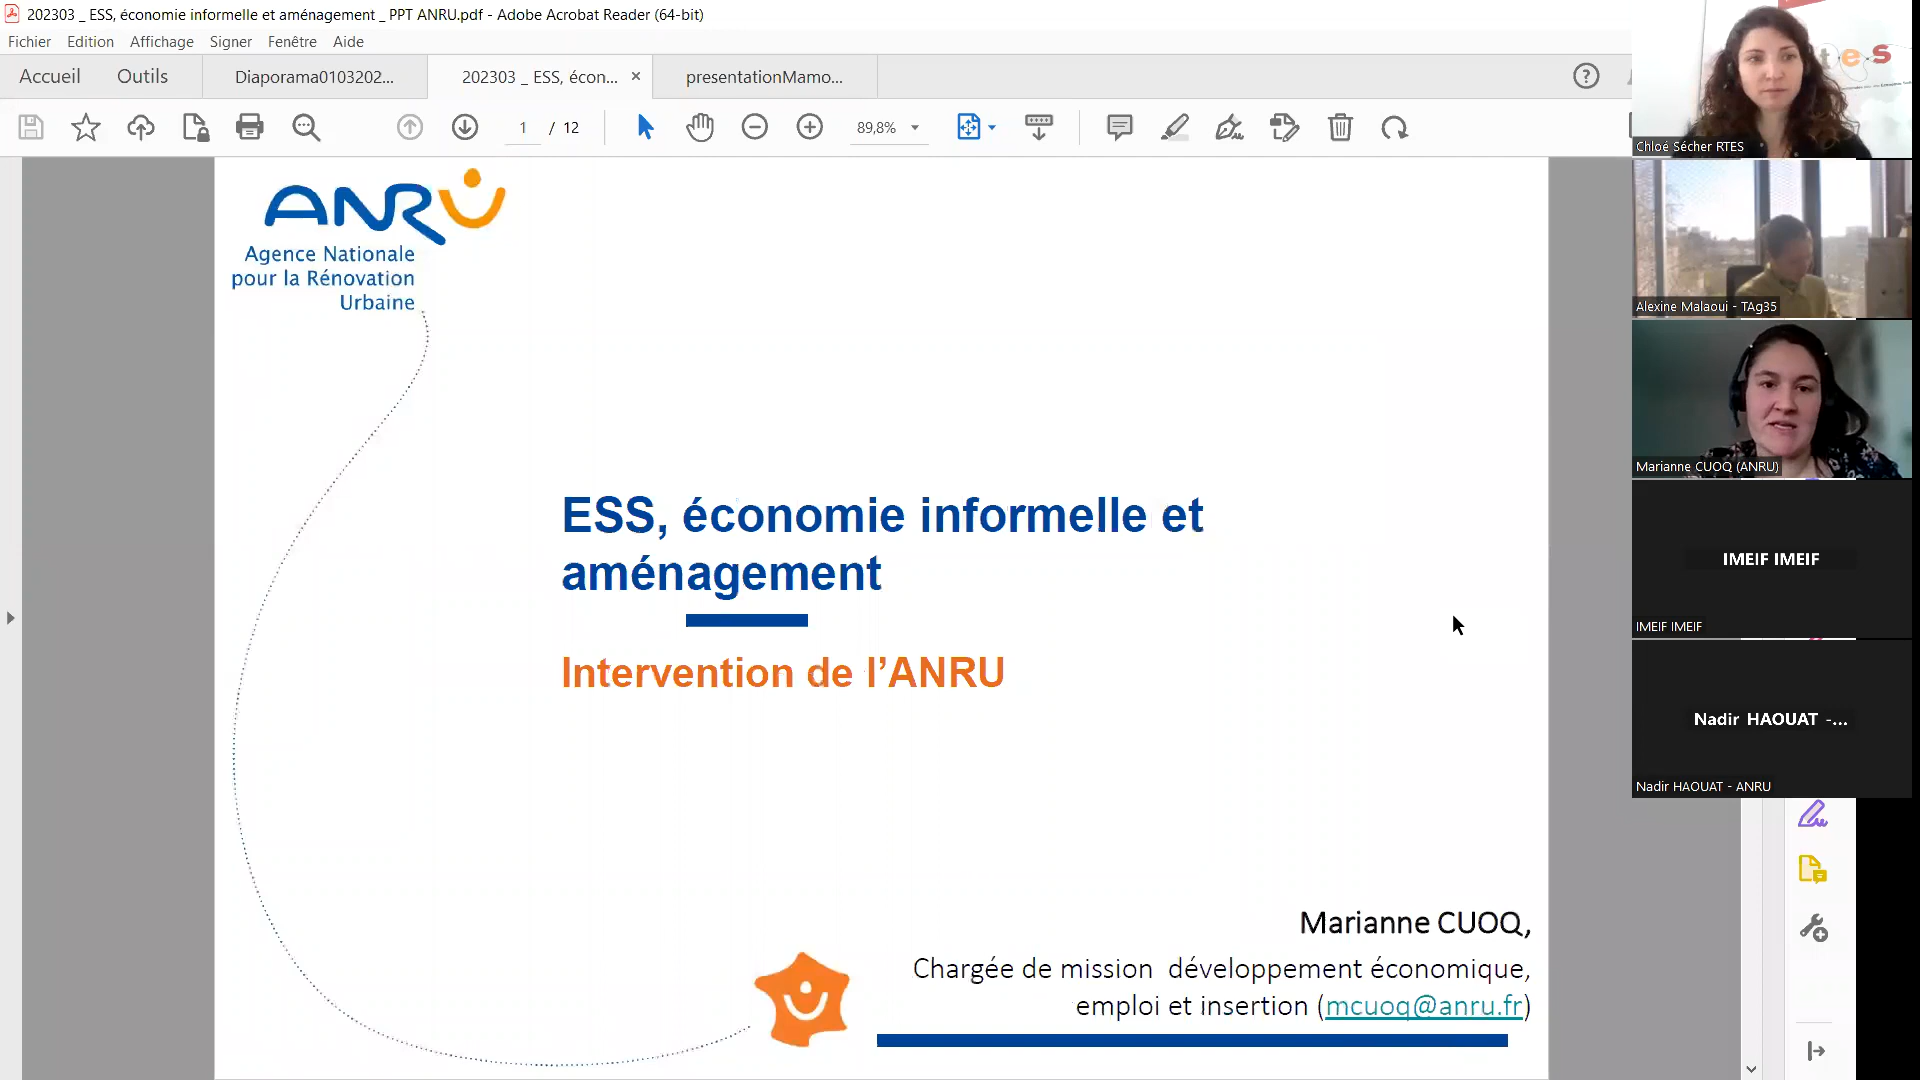 202303 _ ESS, économie informelle et aménagement _ PPT ANRU.pdf - Adobe Acrobat Reader (64-bit)
Fichier Edition Affichage Signer Fenêtre Aide
Accueil Outils Diaporama0103202... 202303 _ ESS, écon... × presentationMamo...
1 / 12 89,8%
ANRU
Agence Nationale
pour la Rénovation
Urbaine
ESS, économie informelle et
aménagement
Intervention de l’ANRU
Marianne CUOQ,
Chargée de mission développement économique,
emploi et insertion (mcuoq@anru.fr)
tes
Chloé Sécher RTES
Alexine Malaoui - TAg35
Marianne CUOQ (ANRU)
IMEIF IMEIF
IMEIF IMEIF
Nadir HAOUAT -...
Nadir HAOUAT - ANRU